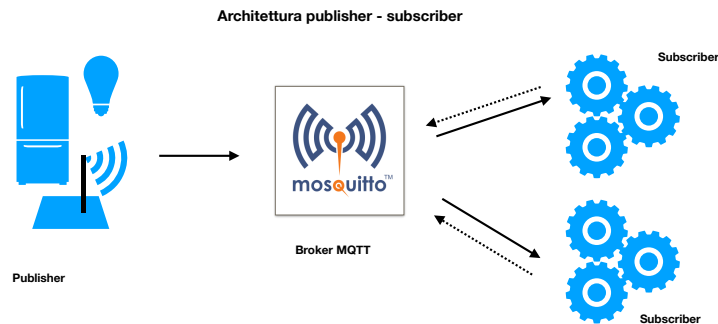 Architettura publisher - subscriber
Subscriber
mosquitto™
Broker MQTT
Publisher
Subscriber